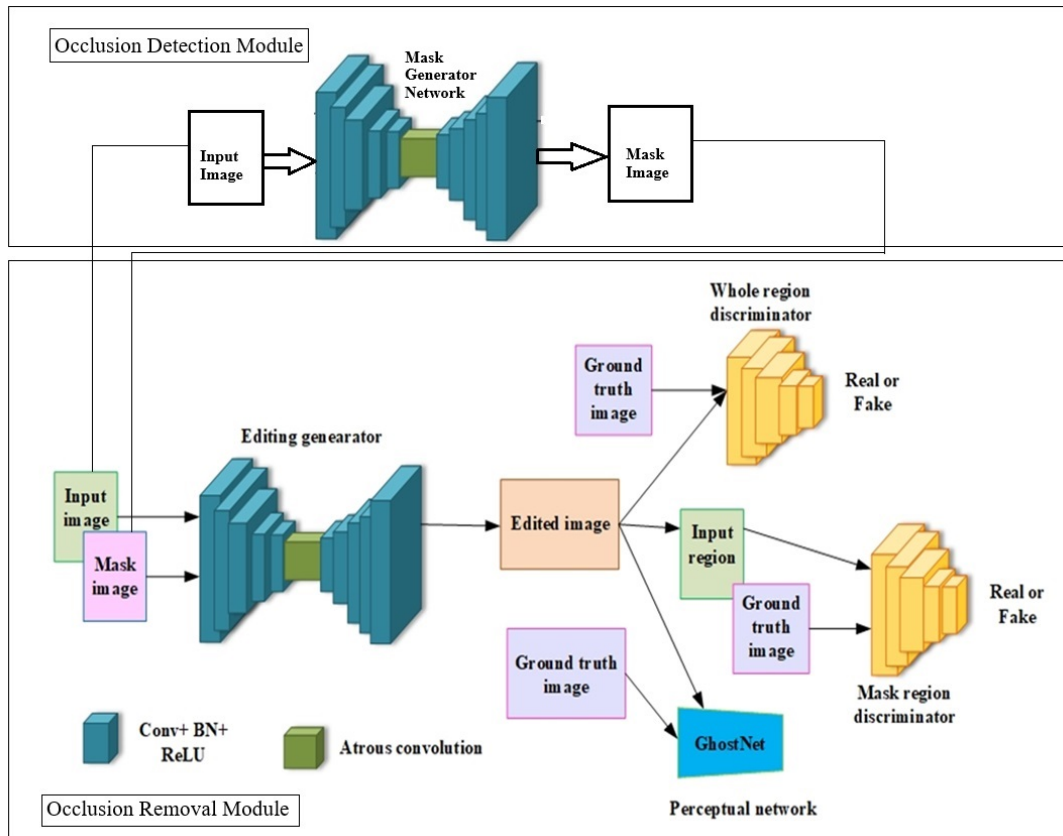 Occlusion Detection Module
Mask
Generator
Network
Input
Image
Mask
Image
Whole region
discriminator
Ground
truth
image
Real or
Fake
Editing genearator
Input
image
Mask
image
Edited image
Input
region
Ground
truth
image
Real or
Fake
Mask region
discriminator
Ground truth
image
GhostNet
Perceptual network
Conv+ BN+
ReLU
Atrous convolution
Occlusion Removal Module